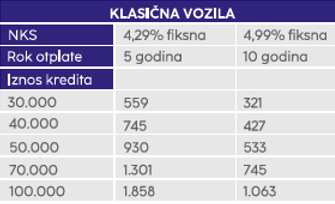 KLASIČNA VOZILA
NKS 4,29% fiksna 4,99% fiksna
Rok otplate 5 godina 10 godina
Iznos kredita
30.000 559 321
40.000 745 427
50.000 930 533
70.000 1.301 745
100.000 1.858 1.063